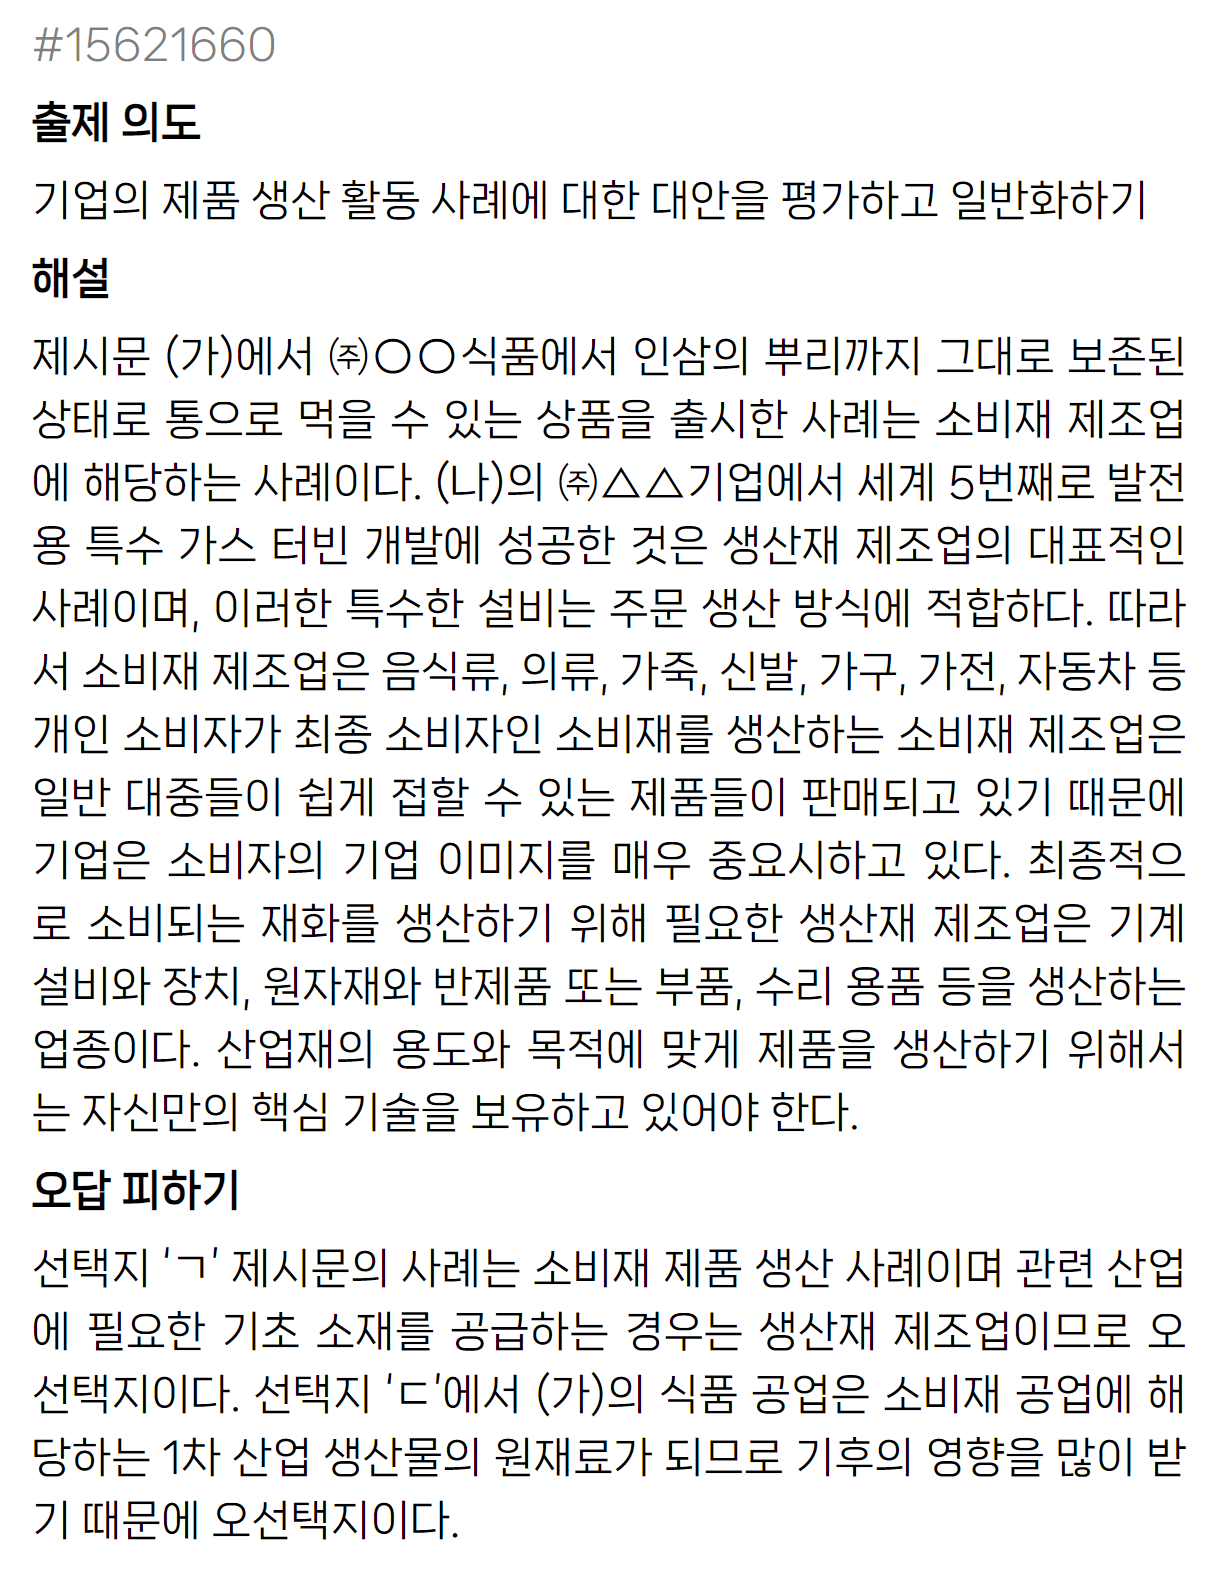 #15621660
출제 의도
기업의 제품 생산 활동 사례에 대한 대안을 평가하고 일반화하기
해설
제시문 (가)에서 ㈜○○식품에서 인삼의 뿌리까지 그대로 보존된
상태로 통으로 먹을 수 있는 상품을 출시한 사례는 소비재 제조업
에 해당하는 사례이다. (나)의 ㈜△△기업에서 세계 5번째로 발전
용 특수 가스 터빈 개발에 성공한 것은 생산재 제조업의 대표적인
사례이며, 이러한 특수한 설비는 주문 생산 방식에 적합하다. 따라
서 소비재 제조업은 음식류, 의류, 가죽, 신발, 가구, 가전, 자동차 등
개인 소비자가 최종 소비자인 소비재를 생산하는 소비재 제조업은
일반 대중들이 쉽게 접할 수 있는 제품들이 판매되고 있기 때문에
기업은 소비자의 기업 이미지를 매우 중요시하고 있다. 최종적으
로 소비되는 재화를 생산하기 위해 필요한 생산재 제조업은 기계
설비와 장치, 원자재와 반제품 또는 부품, 수리 용품 등을 생산하는
업종이다. 산업재의 용도와 목적에 맞게 제품을 생산하기 위해서
는 자신만의 핵심 기술을 보유하고 있어야 한다.
오답 피하기
선택지 ‘ㄱ’ 제시문의 사례는 소비재 제품 생산 사례이며 관련 산업
에 필요한 기초 소재를 공급하는 경우는 생산재 제조업이므로 오
선택지이다. 선택지 ‘ㄷ’에서 (가)의 식품 공업은 소비재 공업에 해
당하는 1차 산업 생산물의 원재료가 되므로 기후의 영향을 많이 받
기 때문에 오선택지이다.